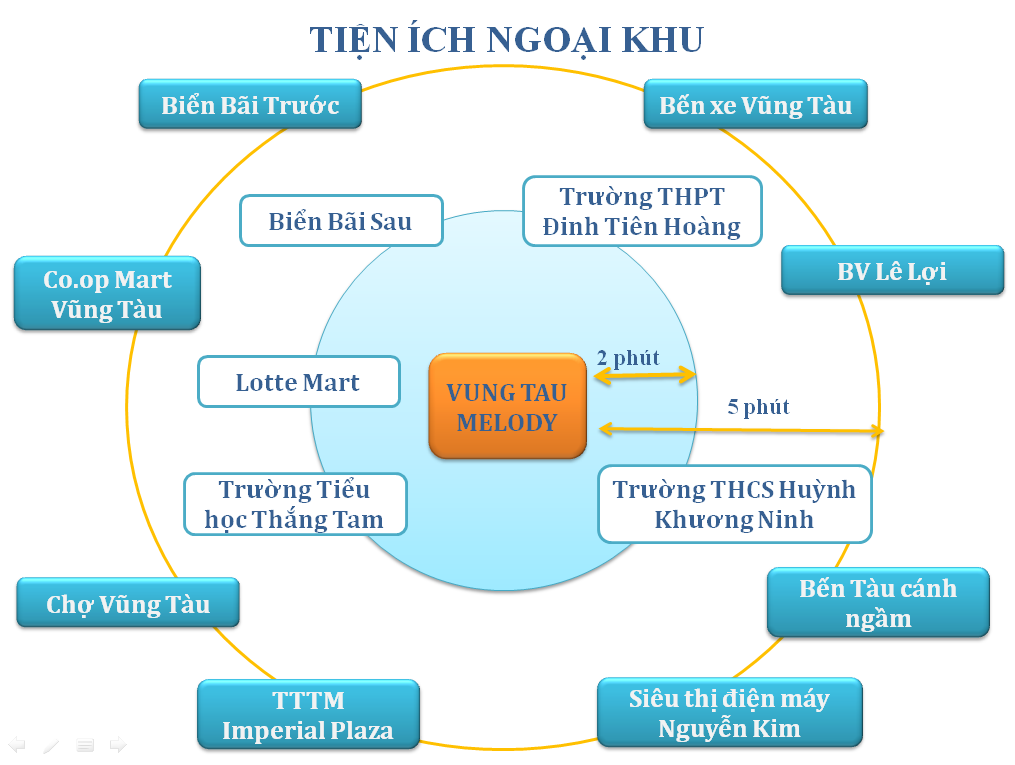 TIỆN ÍCH NGOẠI KHU
Biển Bãi Trước
Bến xe Vũng Tàu
Biển Bãi Sau
Trường THPT
Đinh Tiên Hoàng
Co.op Mart
Vũng Tàu
BV Lê Lợi
Lotte Mart
VUNG TAU
MELODY
2 phút
5 phút
Trường Tiểu
học Thắng Tam
Trường THCS Huỳnh
Khương Ninh
Chợ Vũng Tàu
Bến Tàu cánh
ngầm
TTTM
Imperial Plaza
Siêu thị điện máy
Nguyễn Kim